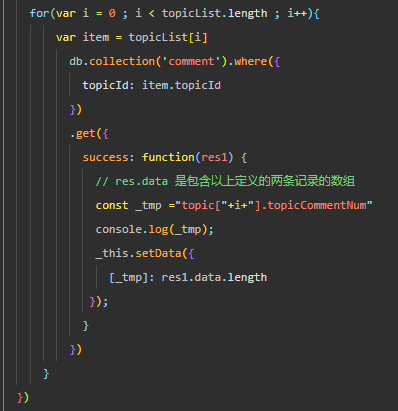 for(var i = 0 ; i < topicList.length ; i++){
var item = topicList[i]
db.collection('comment').where({
topicId: item.topicId
})
.get({
success: function(res1) {
// res.data 是包含以上定义的两条记录的数组
const _tmp ="topic["+i+"].topicCommentNum"
console.log(_tmp);
_this.setData({
[_tmp]: res1.data.length
});
}
})
}
})